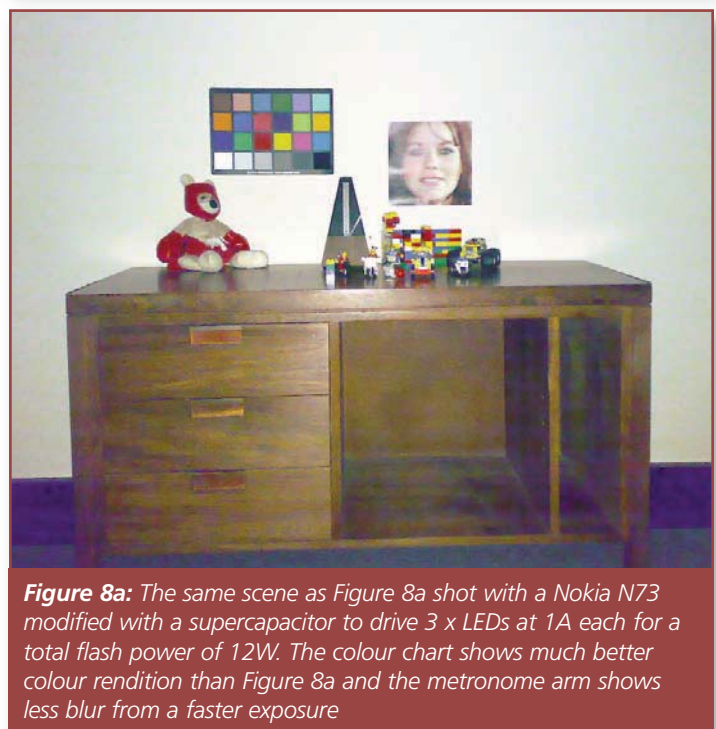 Figure 8a: The same scene as Figure 8a shot with a Nokia N73
modified with a supercapacitor to drive 3 x LEDs at 1A each for a
total flash power of 12W. The colour chart shows much better
colour rendition than Figure 8a and the metronome arm shows
less blur from a faster exposure